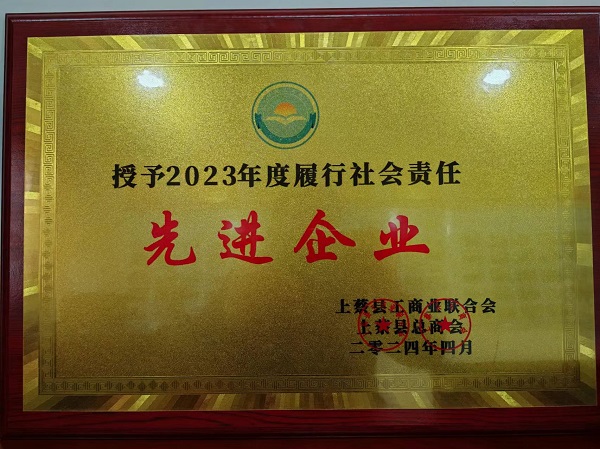 授予2023年度履行社会责任
先进企业
上蔡县工商业联合会
上蔡县总商会
二零二四年四月